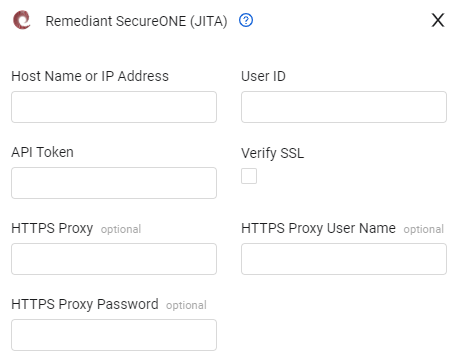 Remediant SecureONE (JITA) ? X
Host Name or IP Address User ID
API Token Verify SSL
HTTPS Proxy optional HTTPS Proxy User Name optional
HTTPS Proxy Password optional